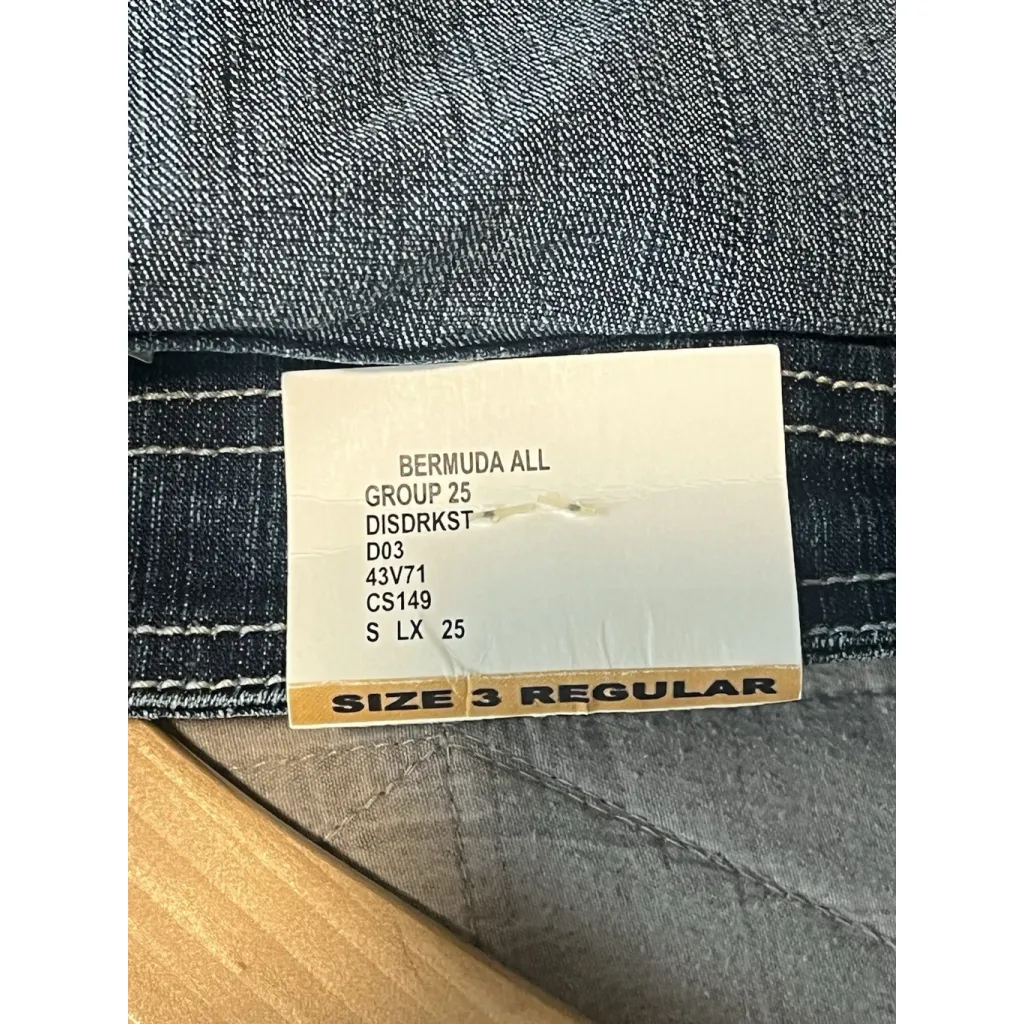 BERMUDA ALL
GROUP 25
DISDRKST
D03
43V71
CS149
S LX 25
SIZE 3 REGULAR